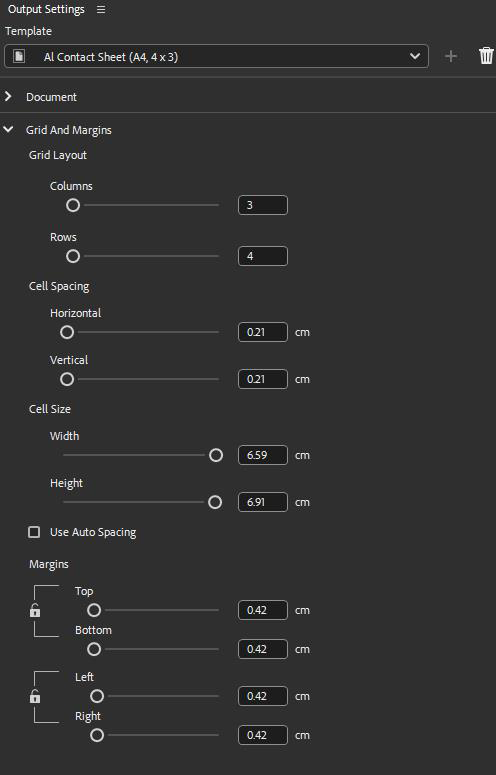 Output Settings
Template
Al Contact Sheet (A4, 4 x 3)
Document
Grid And Margins
Grid Layout
Columns
3
Rows
4
Cell Spacing
Horizontal
0.21 cm
Vertical
0.21 cm
Cell Size
Width
6.59 cm
Height
6.91 cm
Use Auto Spacing
Margins
Top
0.42 cm
Bottom
0.42 cm
Left
0.42 cm
Right
0.42 cm